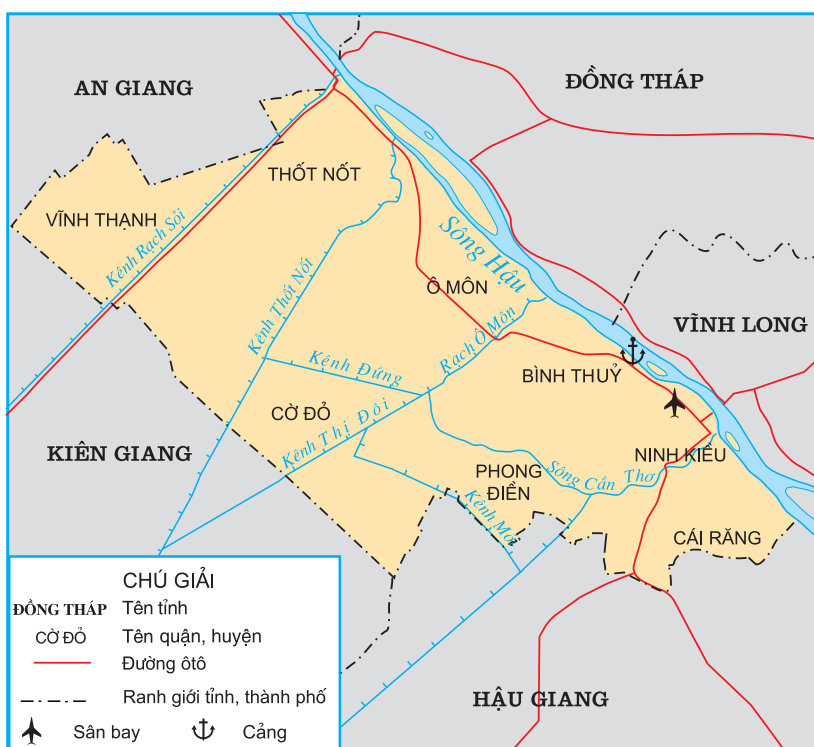 AN GIANG
ĐỒNG THÁP
THỐT NỐT
VĨNH THẠNH
Kênh Rạch Sỏi
Sông Hậu
Kênh Thốt Nốt
Ô MÔN
VĨNH LONG
Rạch Ô Môn
Kênh Đứng
BÌNH THUỶ
CỜ ĐỎ
Kênh Thị Đội
KIÊN GIANG
NINH KIỀU
PHONG
ĐIỀN
Sông Cần Thơ
Kênh Mới
CÁI RĂNG
HẬU GIANG
CHÚ GIẢI
ĐỒNG THÁP Tên tỉnh
CỜ ĐỎ Tên quận, huyện
Đường ôtô
Ranh giới tỉnh, thành phố
Sân bay Cảng